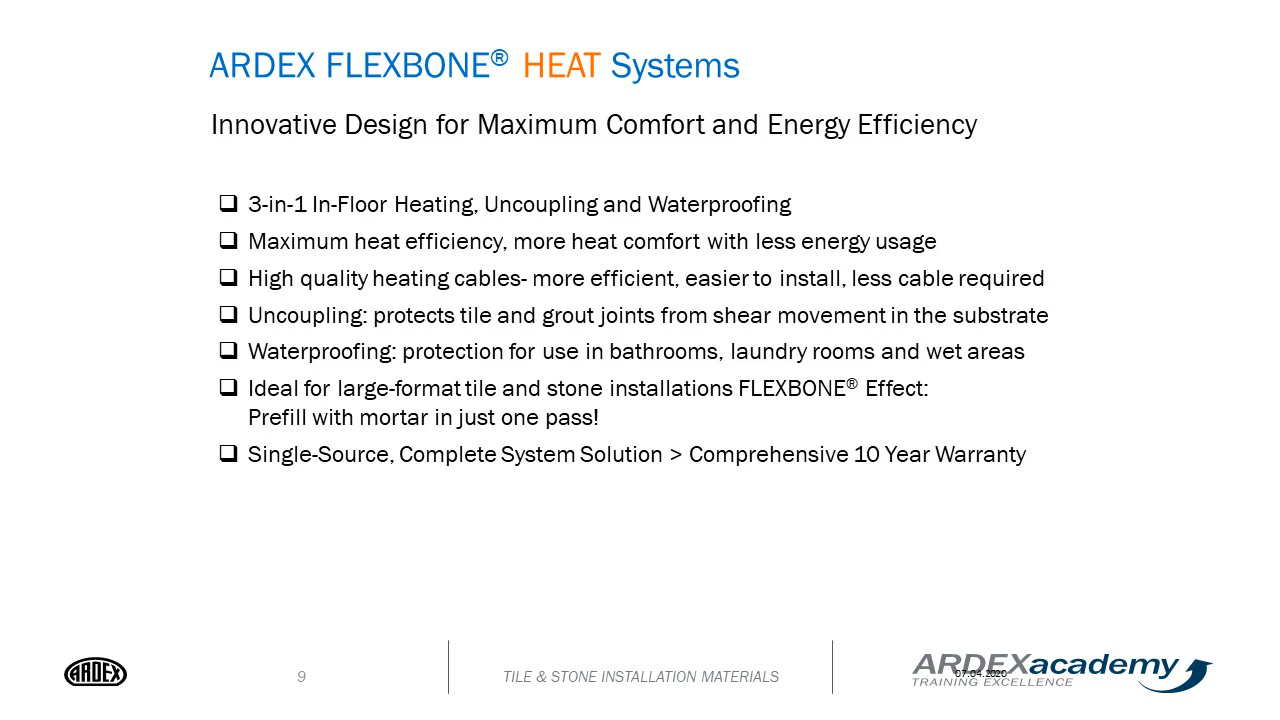 ARDEX FLEXBONE® HEAT Systems
Innovative Design for Maximum Comfort and Energy Efficiency
❑ 3-in-1 In-Floor Heating, Uncoupling and Waterproofing
❑ Maximum heat efficiency, more heat comfort with less energy usage
❑ High quality heating cables- more efficient, easier to install, less cable required
❑ Uncoupling: protects tile and grout joints from shear movement in the substrate
❑ Waterproofing: protection for use in bathrooms, laundry rooms and wet areas
❑ Ideal for large-format tile and stone installations FLEXBONE® Effect:
Prefill with mortar in just one pass!
❑ Single-Source, Complete System Solution > Comprehensive 10 Year Warranty
ARDEX
9
TILE & STONE INSTALLATION MATERIALS
ARDEXacademy
07.04.2020
TRAINING EXCELLENCE